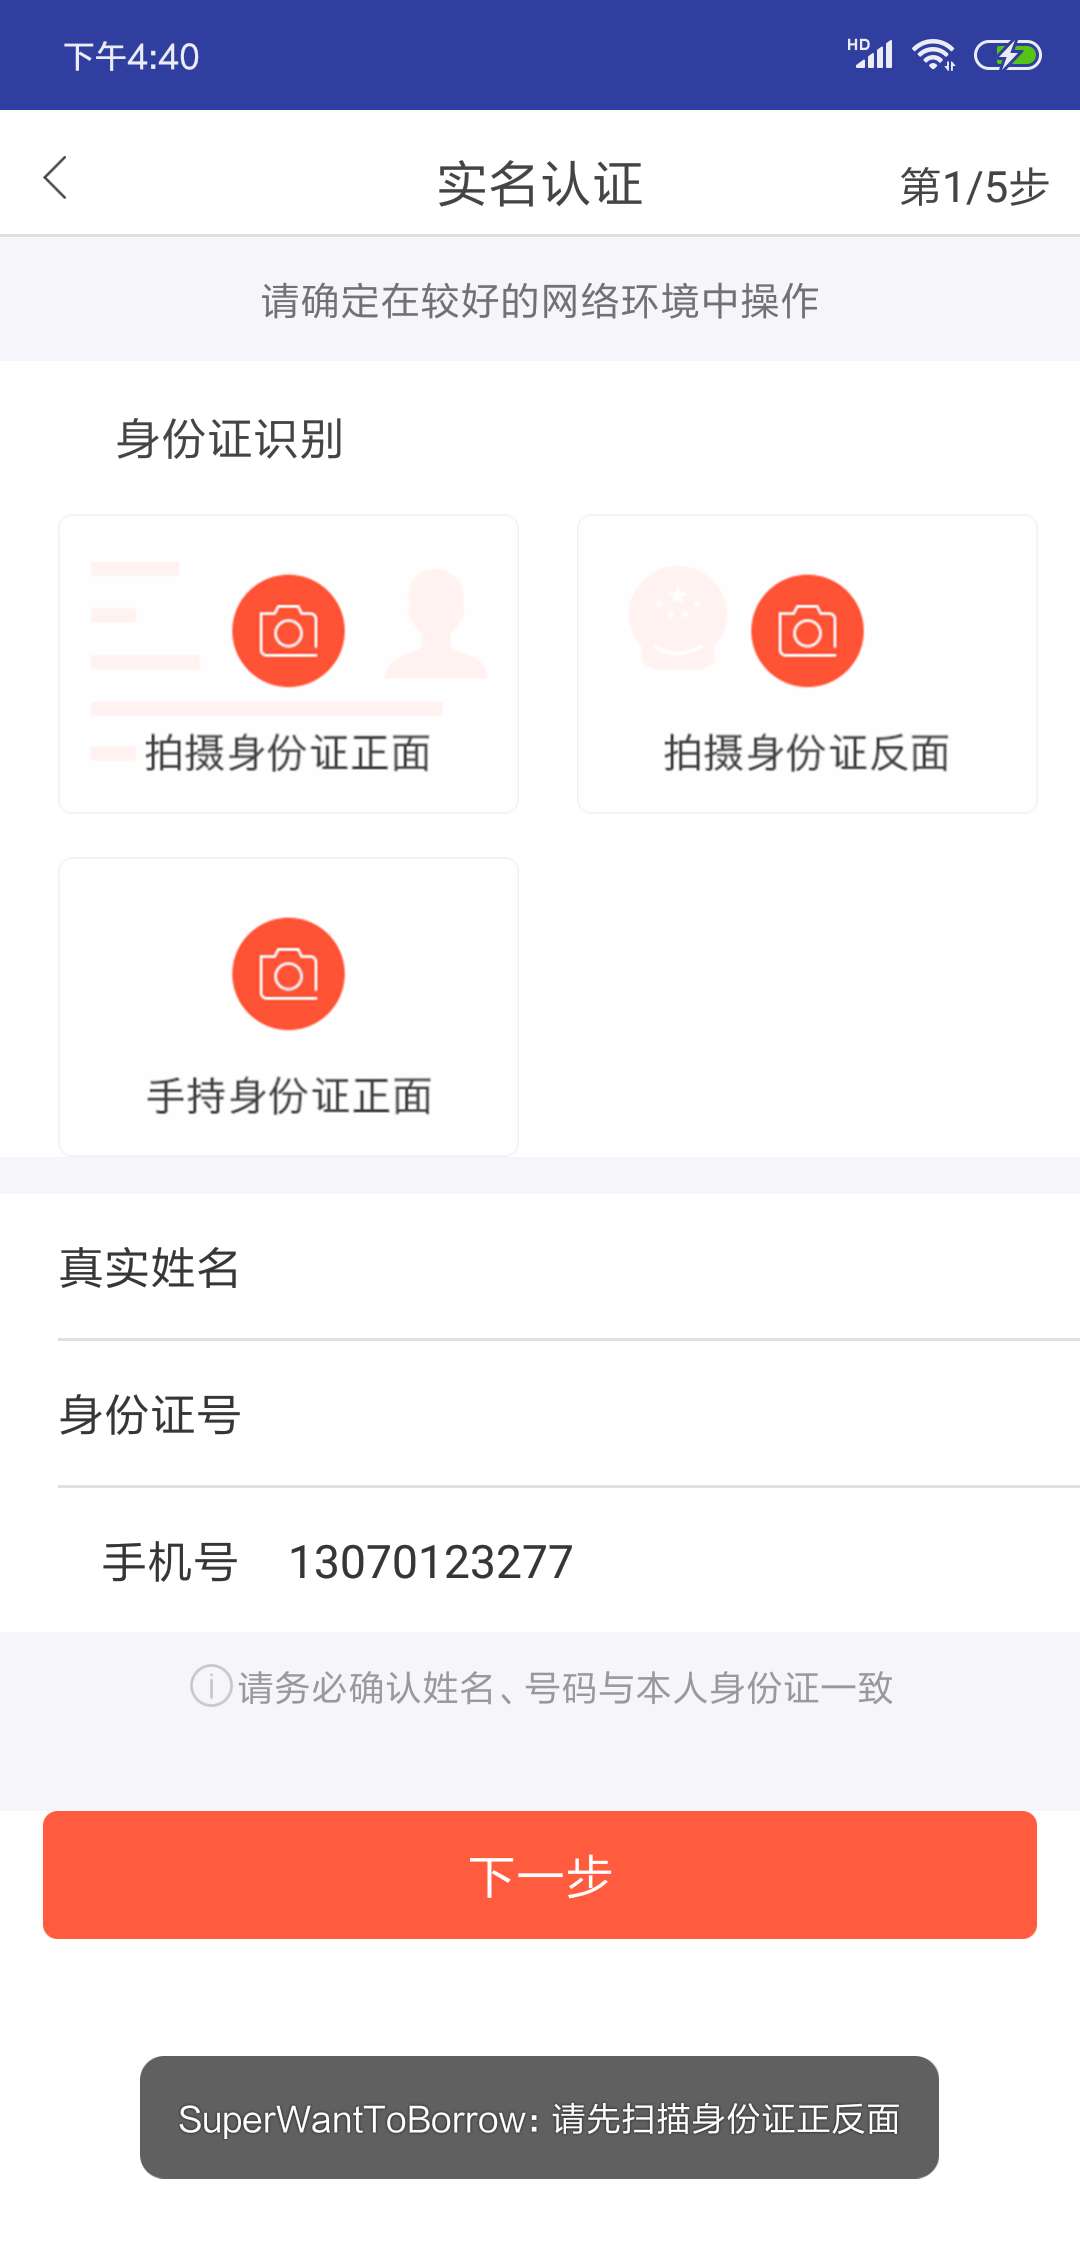 下午4:40
HD
实名认证
第1/5步
请确定在较好的网络环境中操作
身份证识别
拍摄身份证正面
拍摄身份证反面
手持身份证正面
真实姓名
身份证号
手机号 13070123277
请务必确认姓名、号码与本人身份证一致
下一步
SuperWantToBorrow: 请先扫描身份证正反面